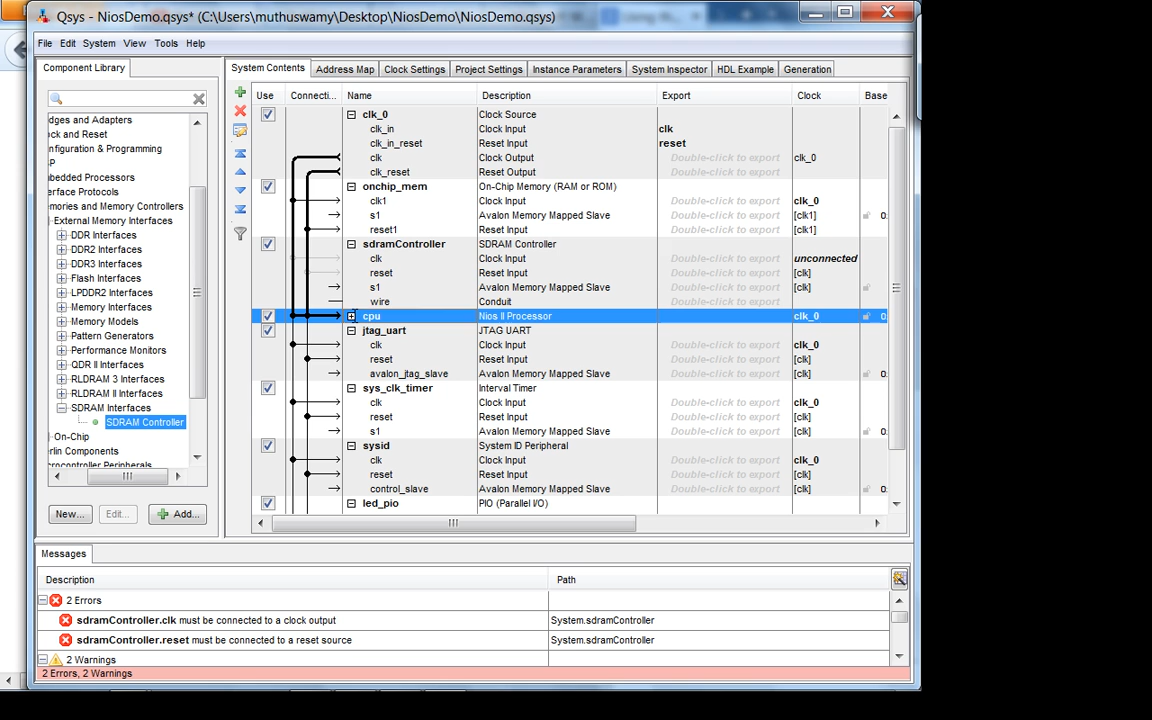 Qsys - NiosDemo.qsys* (C:\Users\muthuswamy\Desktop\NiosDemo\NiosDemo.qsys)
File Edit System View Tools Help
Component Library
System Contents Address Map Clock Settings Project Settings Instance Parameters System Inspector HDL Example Generation
dges and Adapters
ock and Reset
onfiguration & Programming
P
bedded Processors
erface Protocols
emories and Memory Controllers
External Memory Interfaces
DDR Interfaces
DDR2 Interfaces
DDR3 Interfaces
Flash Interfaces
LPDDR2 Interfaces
Memory Interfaces
Memory Models
Pattern Generators
Performance Monitors
QDR II Interfaces
RLDRAM 3 Interfaces
RLDRAM II Interfaces
SDRAM Interfaces
SDRAM Controller
On-Chip
erlin Components
crocontroller Peripherals
New... Edit... Add...
Use Connecti... Name Description Export Clock Base
clk_0 Clock Source
clk_in Clock Input clk
clk_in_reset Reset Input reset
clk Clock Output Double-click to export clk_0
clk_reset Reset Output Double-click to export
onchip_mem On-Chip Memory (RAM or ROM)
clk1 Clock Input Double-click to export clk_0
s1 Avalon Memory Mapped Slave Double-click to export [clk1] 0:
reset1 Reset Input Double-click to export [clk1]
sdramController SDRAM Controller
clk Clock Input Double-click to export unconnected
reset Reset Input Double-click to export [clk]
s1 Avalon Memory Mapped Slave Double-click to export [clk]
wire Conduit Double-click to export
cpu Nios II Processor clk_0 0:
jtag_uart JTAG UART
clk Clock Input Double-click to export clk_0
reset Reset Input Double-click to export [clk]
avalon_jtag_slave Avalon Memory Mapped Slave Double-click to export [clk] 0:
sys_clk_timer Interval Timer
clk Clock Input Double-click to export clk_0
reset Reset Input Double-click to export [clk]
s1 Avalon Memory Mapped Slave Double-click to export [clk] 0:
sysid System ID Peripheral
clk Clock Input Double-click to export clk_0
reset Reset Input Double-click to export [clk]
control_slave Avalon Memory Mapped Slave Double-click to export [clk] 0:
led_pio PIO (Parallel I/O)
Messages
Description Path
2 Errors
sdramController.clk must be connected to a clock output System.sdramController
sdramController.reset must be connected to a reset source System.sdramController
2 Warnings
2 Errors, 2 Warnings